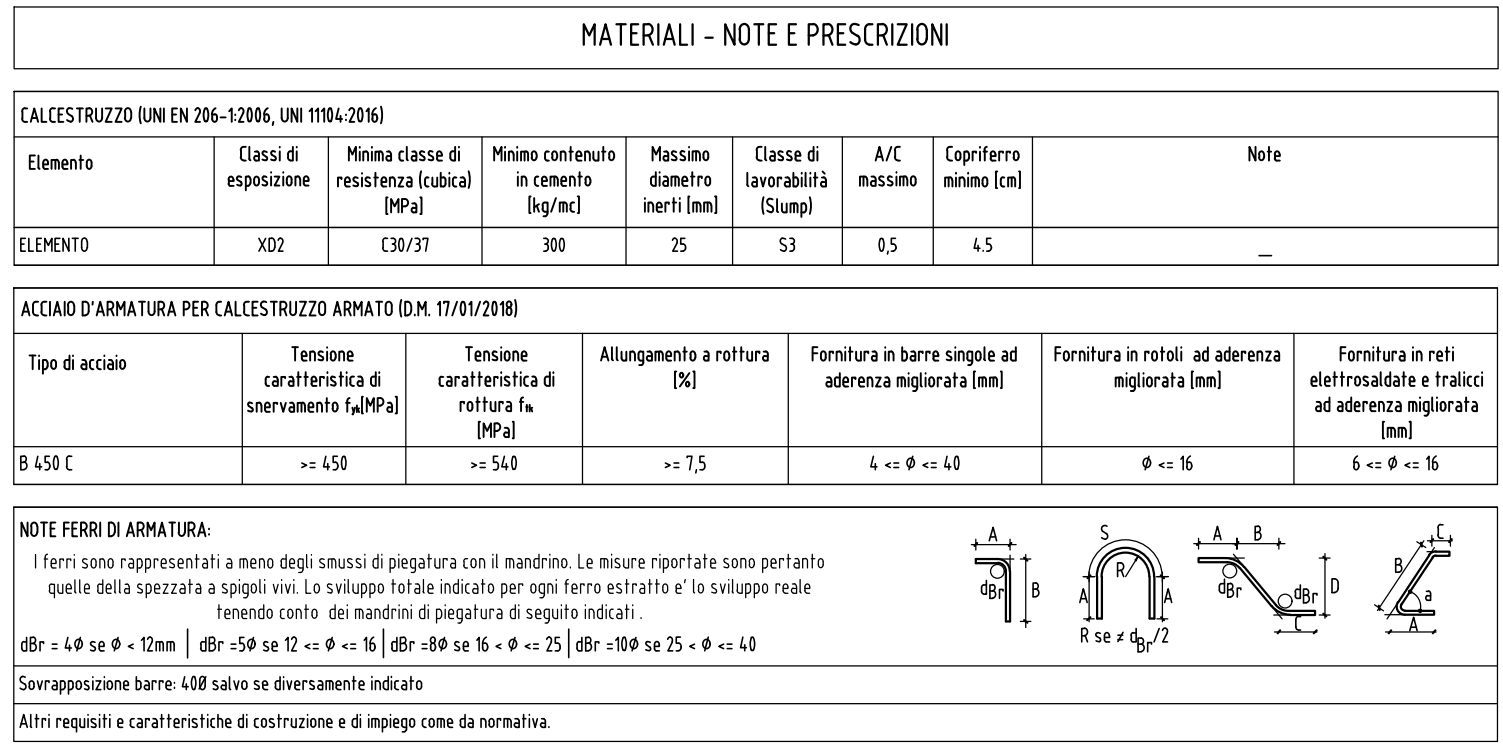 MATERIALI - NOTE E PRESCRIZIONI
CALCESTRUZZO (UNI EN 206-1:2006, UNI 11104:2016)
Elemento
Classi di
esposizione
Minima classe di
resistenza (cubica)
[MPa]
Minimo contenuto
in cemento
[kg/mc]
Massimo
diametro
inerti [mm]
Classe di
lavorabilità
(Slump)
A/C
massimo
Copriferro
minimo [cm]
Note
ELEMENTO
XD2
C30/37
300
25
S3
0,5
4.5
_
ACCIAIO D'ARMATURA PER CALCESTRUZZO ARMATO (D.M. 17/01/2018)
Tipo di acciaio
Tensione
caratteristica di
snervamento fyk[MPa]
Tensione
caratteristica di
rottura ftk
[MPa]
Allungamento a rottura
[%]
Fornitura in barre singole ad
aderenza migliorata [mm]
Fornitura in rotoli ad aderenza
migliorata [mm]
Fornitura in reti
elettrosaldate e tralicci
ad aderenza migliorata
[mm]
B 450 C
>= 450
>= 540
>= 7,5
4 <= Ø <= 40
Ø <= 16
6 <= Ø <= 16
NOTE FERRI DI ARMATURA:
I ferri sono rappresentati a meno degli smussi di piegatura con il mandrino. Le misure riportate sono pertanto
quelle della spezzata a spigoli vivi. Lo sviluppo totale indicato per ogni ferro estratto e' lo sviluppo reale
tenendo conto dei mandrini di piegatura di seguito indicati .
dBr = 4Ø se Ø < 12mm | dBr =5Ø se 12 <= Ø <= 16 | dBr =8Ø se 16 < Ø <= 25 | dBr =10Ø se 25 < Ø <= 40
A
dBr
B
S
R
A
A
R se ≠ dBr/2
A
B
dBr
dBr
D
C
C
B
a
A
Sovrapposizione barre: 40Ø salvo se diversamente indicato
Altri requisiti e caratteristiche di costruzione e di impiego come da normativa.